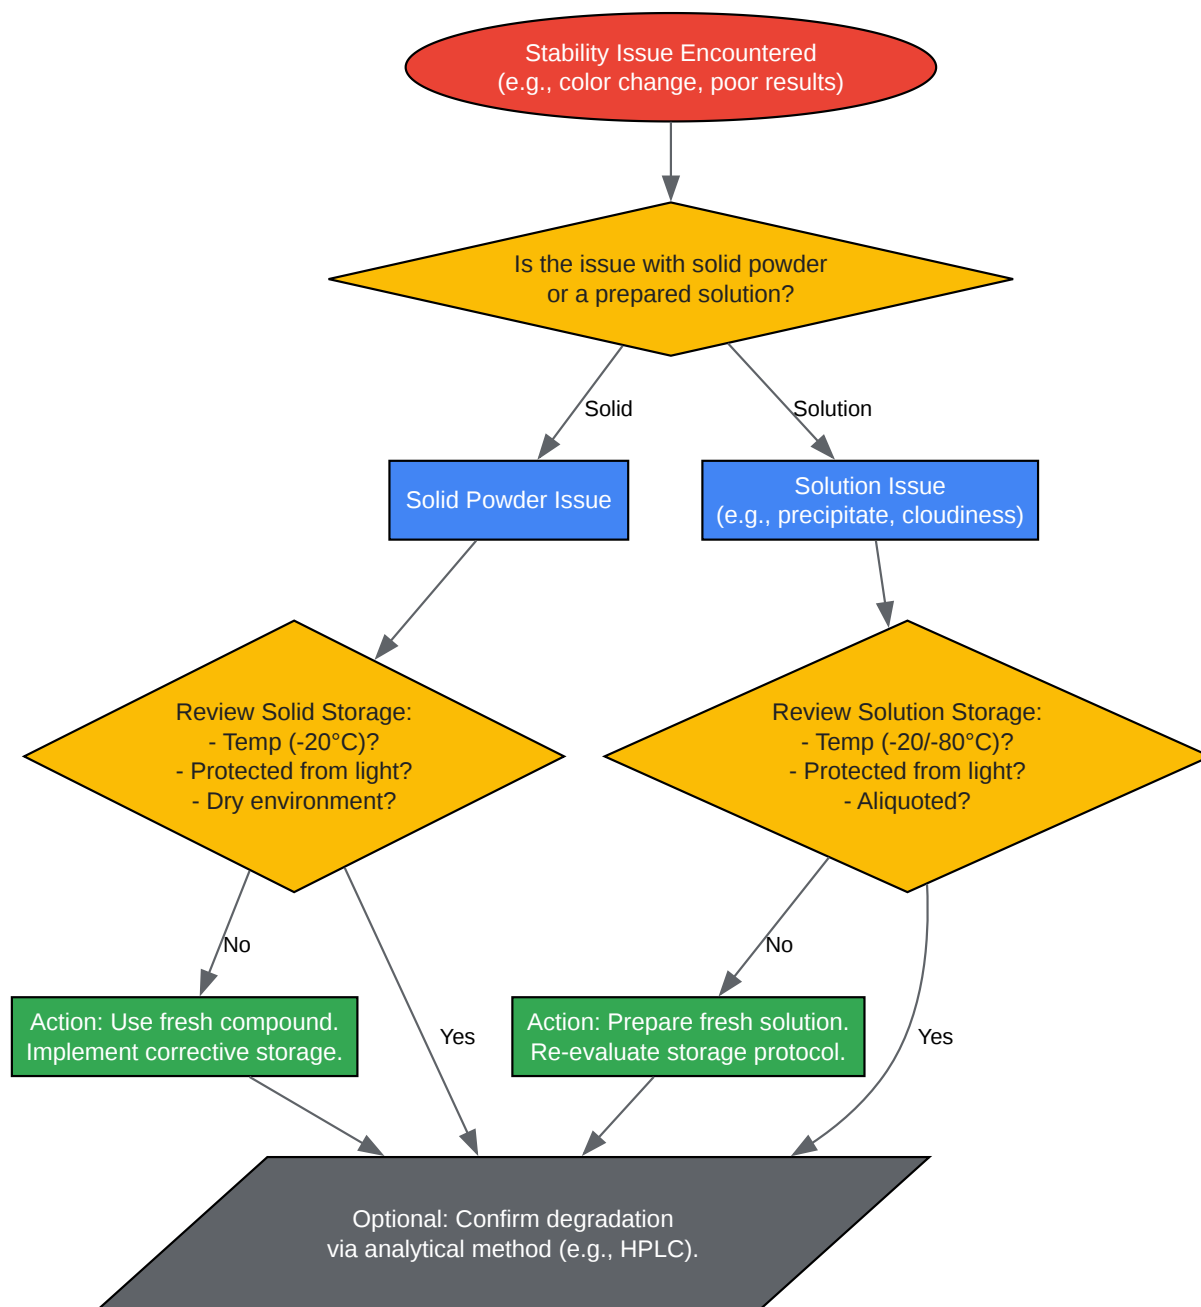 Stability Issue Encountered
(e.g., color change, poor results)
Is the issue with solid powder
or a prepared solution?
Solid
Solution
Solid Powder Issue
Solution Issue
(e.g., precipitate, cloudiness)
Review Solid Storage:
- Temp (-20°C)?
- Protected from light?
- Dry environment?
Review Solution Storage:
- Temp (-20/-80°C)?
- Protected from light?
- Aliquoted?
No
No
Action: Use fresh compound.
Implement corrective storage.
Yes
Action: Prepare fresh solution.
Re-evaluate storage protocol.
Yes
Optional: Confirm degradation
via analytical method (e.g., HPLC).